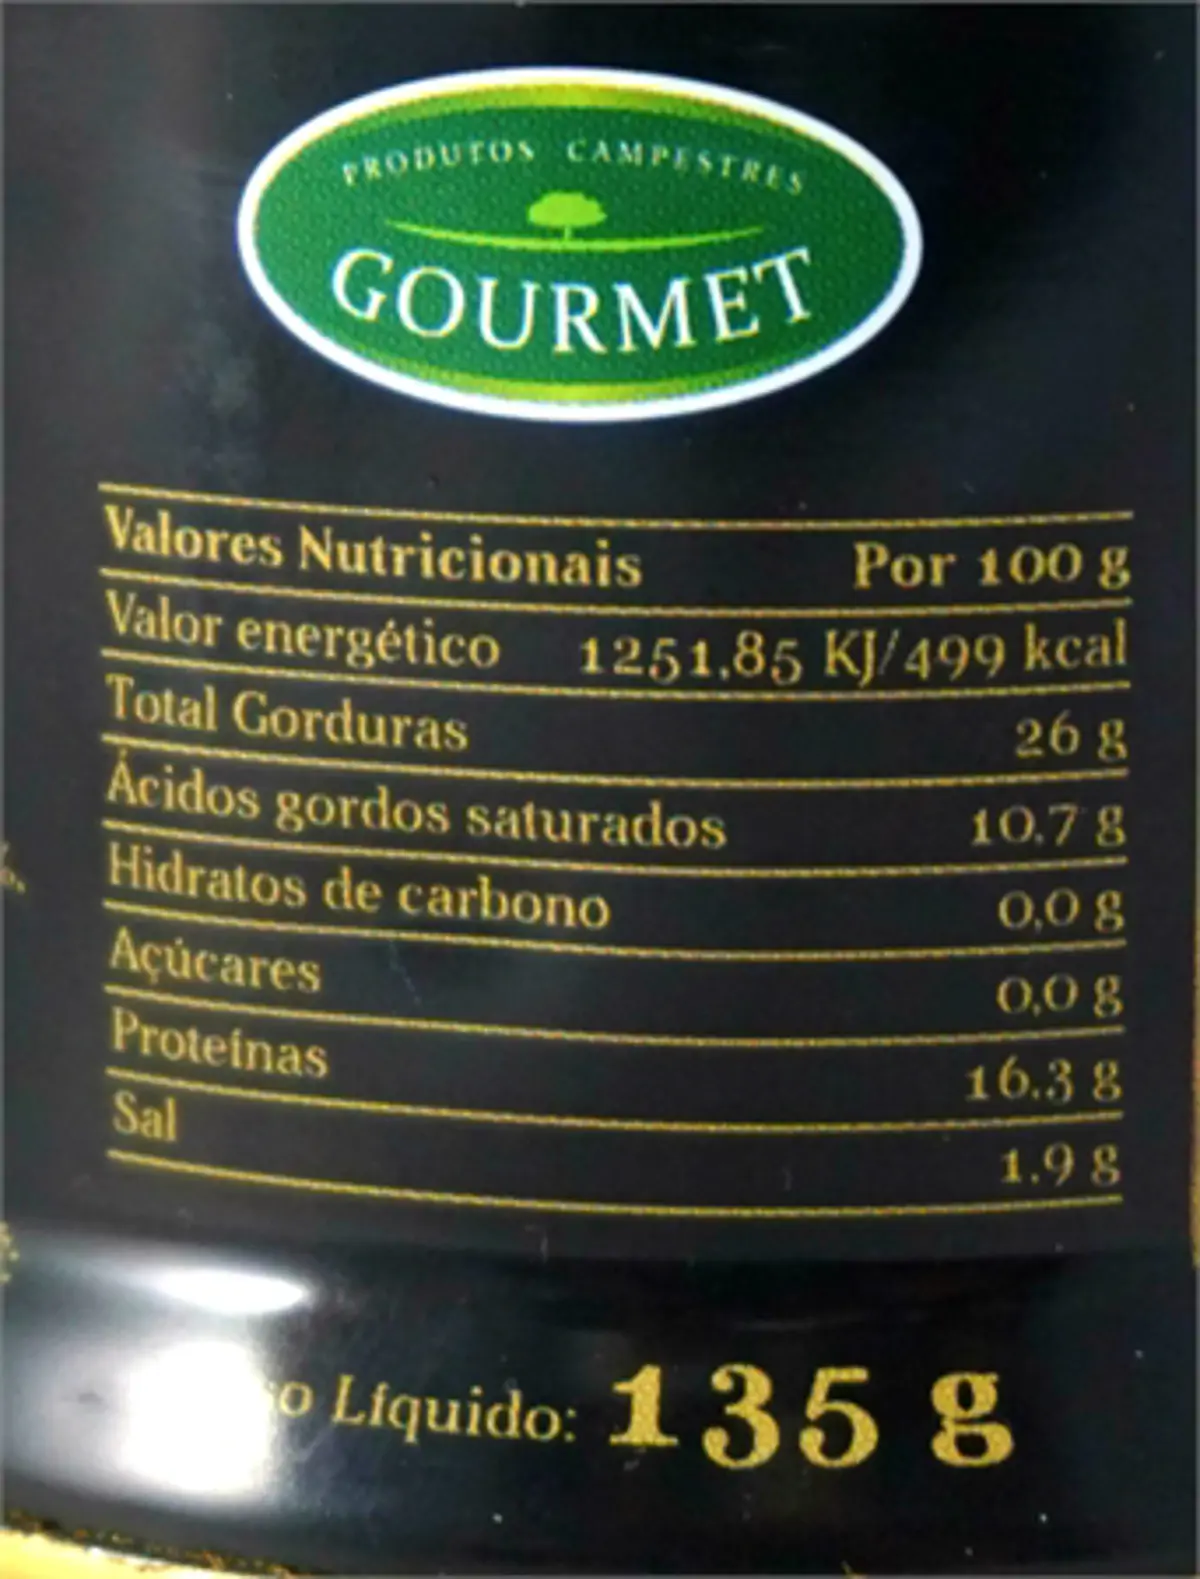 PRODUTOS CAMPESTRES
GOURMET
Valores Nutricionais Por 100 g
Valor energético 1251,85 KJ/499 kcal
Total Gorduras 26 g
Ácidos gordos saturados 10,7 g
Hidratos de carbono 0,0 g
Açúcares 0,0 g
Proteínas 16.3 g
Sal 1.9 g
Líquido: 135 g